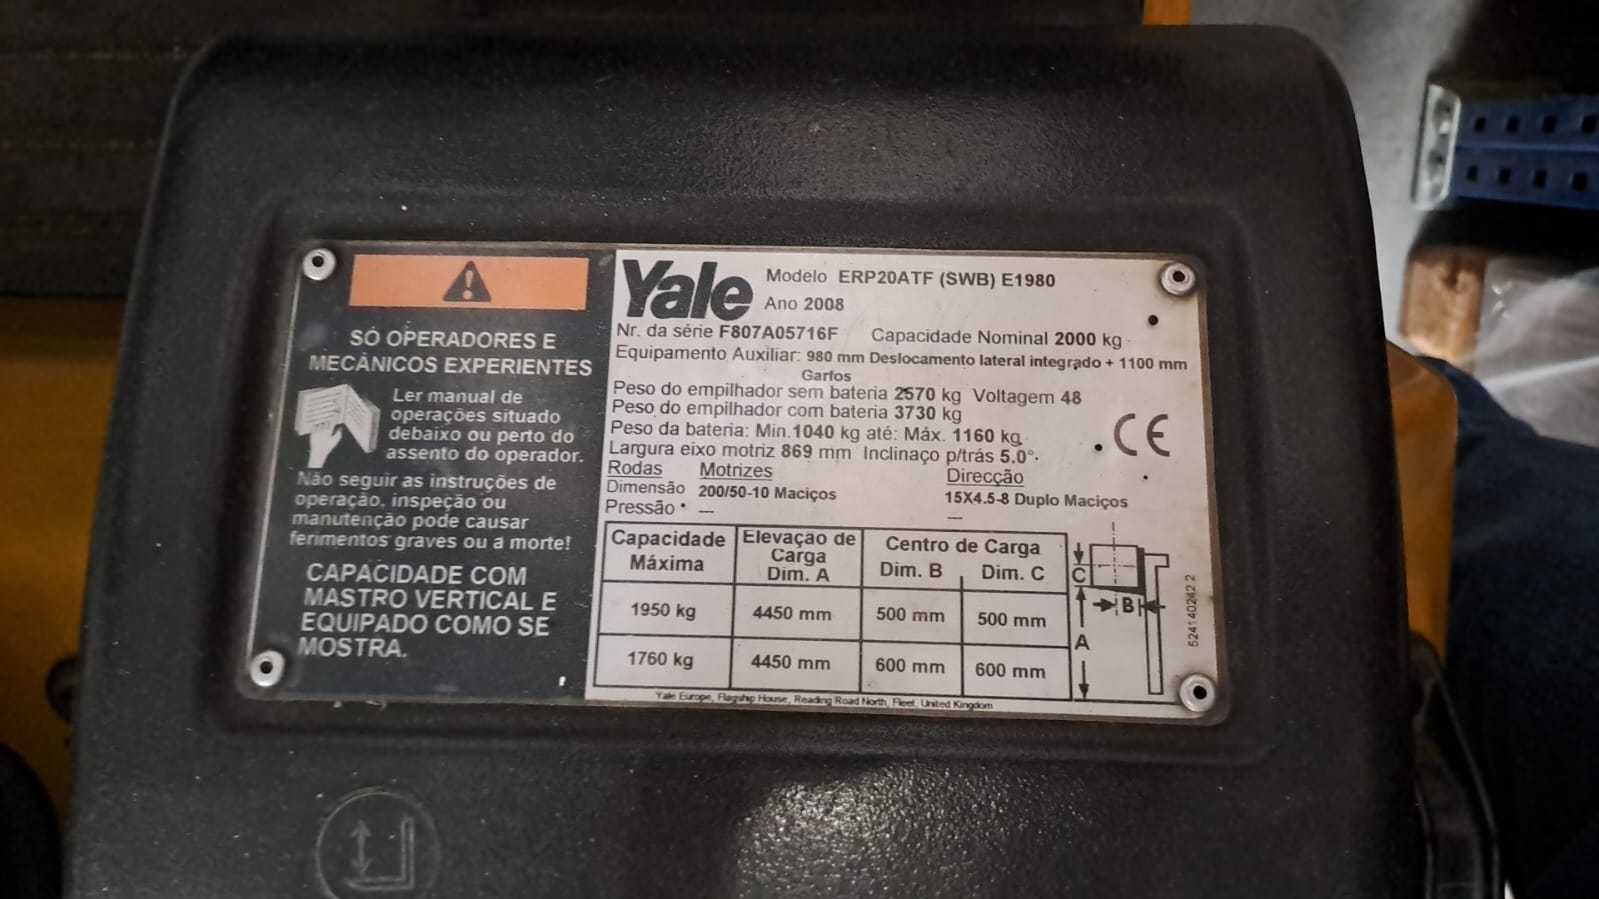 SÓ OPERADORES E
MECÂNICOS EXPERIENTES
Ler manual de
operações situado
debaixo ou perto do
assento do operador.
Não seguir as instruções de
operação, inspeção ou
manutenção pode causar
ferimentos graves ou a morte!
CAPACIDADE COM
MASTRO VERTICAL E
EQUIPADO COMO SE
MOSTRA.
Yale Modelo ERP20ATF (SWB) E1980
Ano 2008
Nr. da série F807A05716F Capacidade Nominal 2000 kg
Equipamento Auxiliar: 980 mm Deslocamento lateral integrado + 1100 mm
Garfos
Peso do empilhador sem bateria 2570 kg Voltagem 48
Peso do empilhador com bateria 3730 kg
Peso da bateria: Min.1040 kg até: Máx. 1160 kg
Largura eixo motriz 869 mm Inclinaço p/trás 5.0°
CE
Rodas Motrizes Direcção
Dimensão 200/50-10 Maciços 15X4.5-8 Duplo Maciços
Pressão --- ---
Capacidade Máxima Elevação de Carga Dim. A Centro de Carga Dim. B Dim. C
1950 kg 4450 mm 500 mm 500 mm
1760 kg 4450 mm 600 mm 600 mm
C
B
A
524140242 2
Yale Europe, Flagship House, Reading Road North, Fleet, United Kingdom